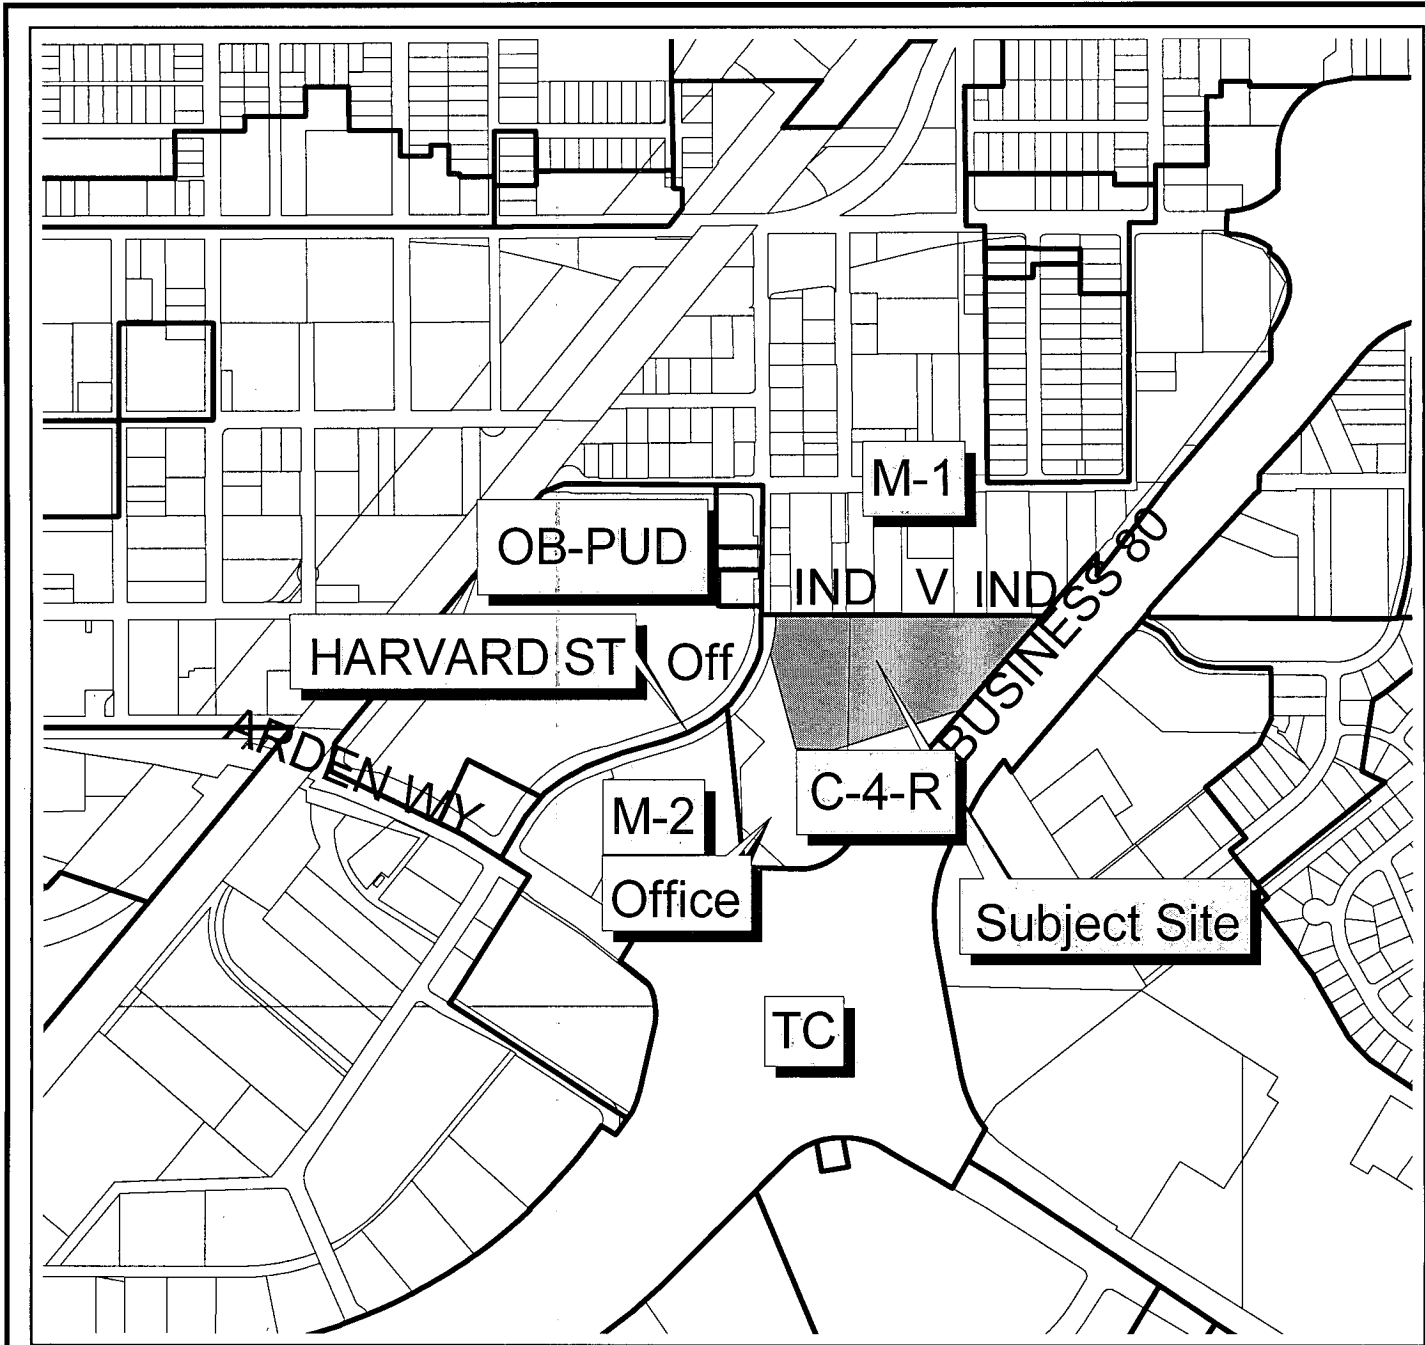 M-1
OB-PUD
IND V IND
BUSINESS 80
HARVARD ST
Off
ARDEN WY
M-2
C-4-R
Office
Subject Site
TC